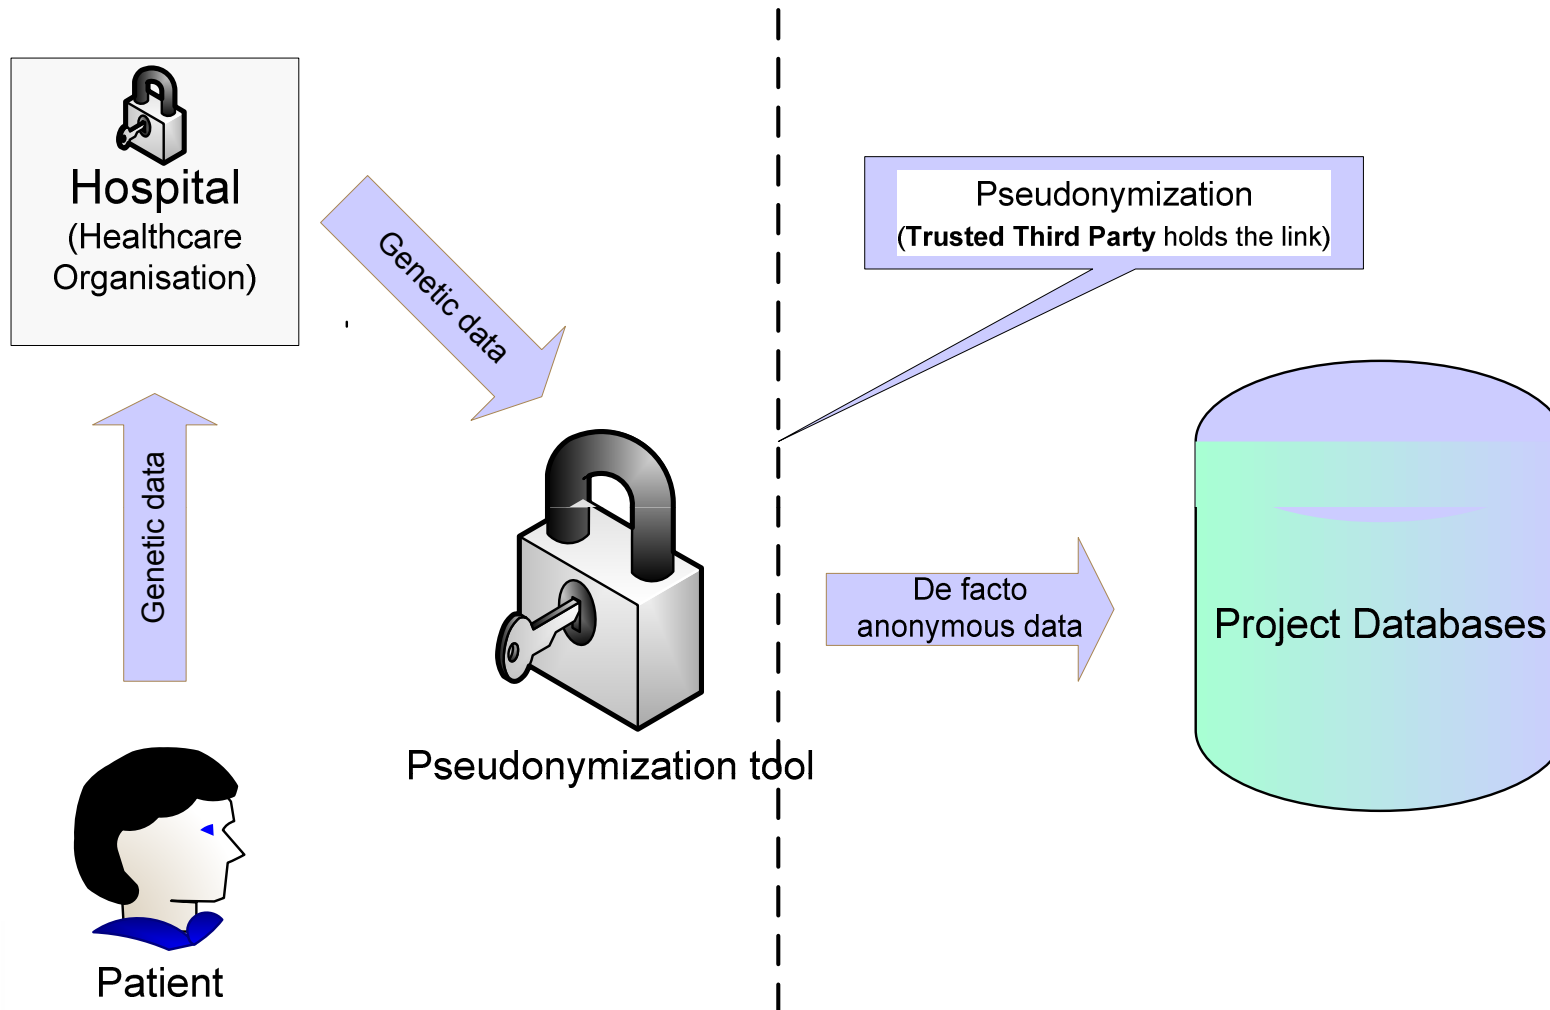 Hospital
(Healthcare
Organisation)
Genetic data
Genetic data
Pseudonymization
(Trusted Third Party holds the link)
De facto
anonymous data
Project Databases
Pseudonymization tool
Patient